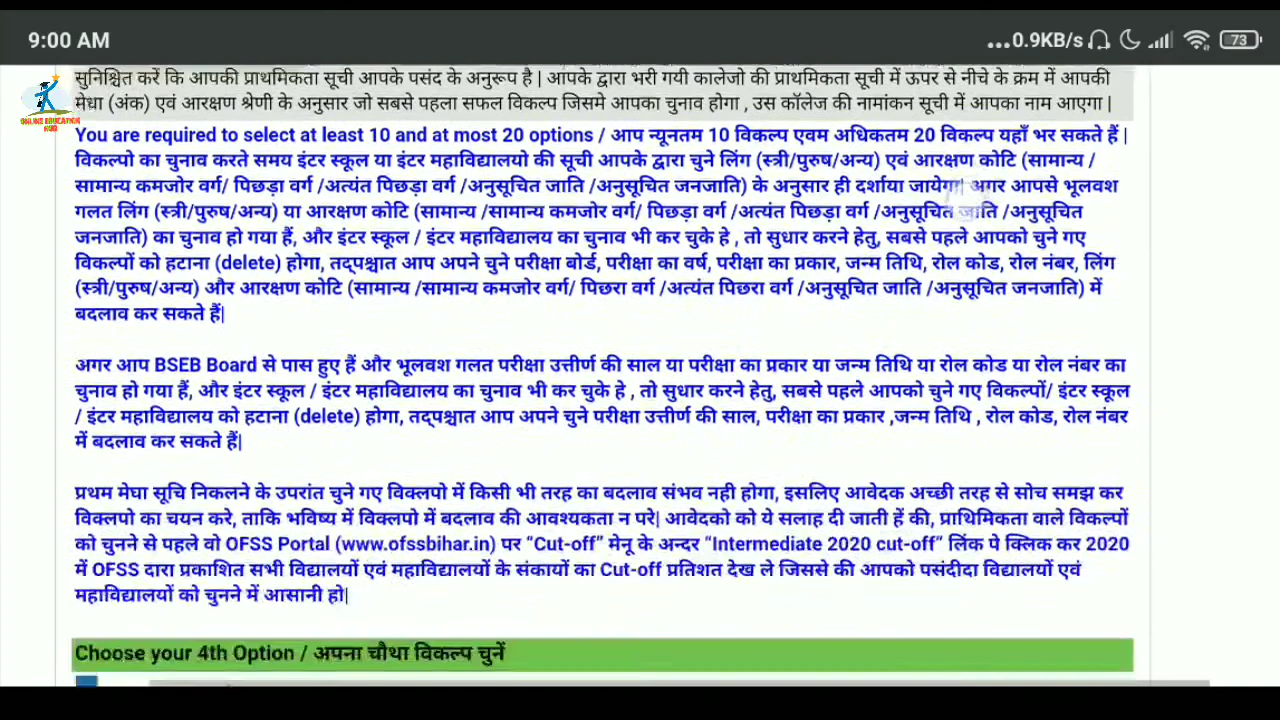 9:00 AM
...0.9KB/s
73
सुनिश्चित करें कि आपकी प्राथमिकता सूची आपके पसंद के अनुरूप है | आपके द्वारा भरी गयी कालेजो की प्राथमिकता सूची में ऊपर से नीचे के क्रम में आपकी
मेधा (अंक) एवं आरक्षण श्रेणी के अनुसार जो सबसे पहला सफल विकल्प जिसमे आपका चुनाव होगा , उस कॉलेज की नामांकन सूची में आपका नाम आएगा |
ONLINE EDUCATION
HUB
You are required to select at least 10 and at most 20 options / आप न्यूनतम 10 विकल्प एवम अधिकतम 20 विकल्प यहाँ भर सकते हैं |
विकल्पो का चुनाव करते समय इंटर स्कूल या इंटर महाविद्यालयो की सूची आपके द्वारा चुने लिंग (स्त्री/पुरुष/अन्य) एवं आरक्षण कोटि (सामान्य /
सामान्य कमजोर वर्ग/ पिछड़ा वर्ग /अत्यंत पिछड़ा वर्ग /अनुसूचित जाति /अनुसूचित जनजाति) के अनुसार ही दर्शाया जायेगा| अगर आपसे भूलवश
गलत लिंग (स्त्री/पुरुष/अन्य) या आरक्षण कोटि (सामान्य /सामान्य कमजोर वर्ग/ पिछड़ा वर्ग /अत्यंत पिछड़ा वर्ग /अनुसूचित जाति /अनुसूचित
जनजाति) का चुनाव हो गया हैं, और इंटर स्कूल / इंटर महाविद्यालय का चुनाव भी कर चुके हे , तो सुधार करने हेतु, सबसे पहले आपको चुने गए
विकल्पों को हटाना (delete) होगा, तद्पश्चात आप अपने चुने परीक्षा बोर्ड, परीक्षा का वर्ष, परीक्षा का प्रकार, जन्म तिथि, रोल कोड, रोल नंबर, लिंग
(स्त्री/पुरुष/अन्य) और आरक्षण कोटि (सामान्य /सामान्य कमजोर वर्ग/ पिछरा वर्ग /अत्यंत पिछरा वर्ग /अनुसूचित जाति /अनुसूचित जनजाति) में
बदलाव कर सकते हैं|
अगर आप BSEB Board से पास हुए हैं और भूलवश गलत परीक्षा उत्तीर्ण की साल या परीक्षा का प्रकार या जन्म तिथि या रोल कोड या रोल नंबर का
चुनाव हो गया हैं, और इंटर स्कूल / इंटर महाविद्यालय का चुनाव भी कर चुके हे , तो सुधार करने हेतु, सबसे पहले आपको चुने गए विकल्पों/ इंटर स्कूल
/ इंटर महाविद्यालय को हटाना (delete) होगा, तद्पश्चात आप अपने चुने परीक्षा उत्तीर्ण की साल, परीक्षा का प्रकार ,जन्म तिथि , रोल कोड, रोल नंबर
में बदलाव कर सकते हैं|
प्रथम मेघा सूचि निकलने के उपरांत चुने गए विक्लपो में किसी भी तरह का बदलाव संभव नही होगा, इसलिए आवेदक अच्छी तरह से सोच समझ कर
विक्लपो का चयन करे, ताकि भविष्य में विक्लपो में बदलाव की आवश्यकता न परे| आवेदको को ये सलाह दी जाती हें की, प्राथिमिकता वाले विकल्पों
को चुनने से पहले वो OFSS Portal (www.ofssbihar.in) पर “Cut-off” मेनू के अन्दर “Intermediate 2020 cut-off” लिंक पे क्लिक कर 2020
में OFSS दारा प्रकाशित सभी विद्यालयों एवं महाविद्यालयों के संकायों का Cut-off प्रतिशत देख ले जिससे की आपको पसंदीदा विद्यालयों एवं
महाविद्यालयों को चुनने में आसानी हो|
Choose your 4th Option / अपना चौथा विकल्प चुनें